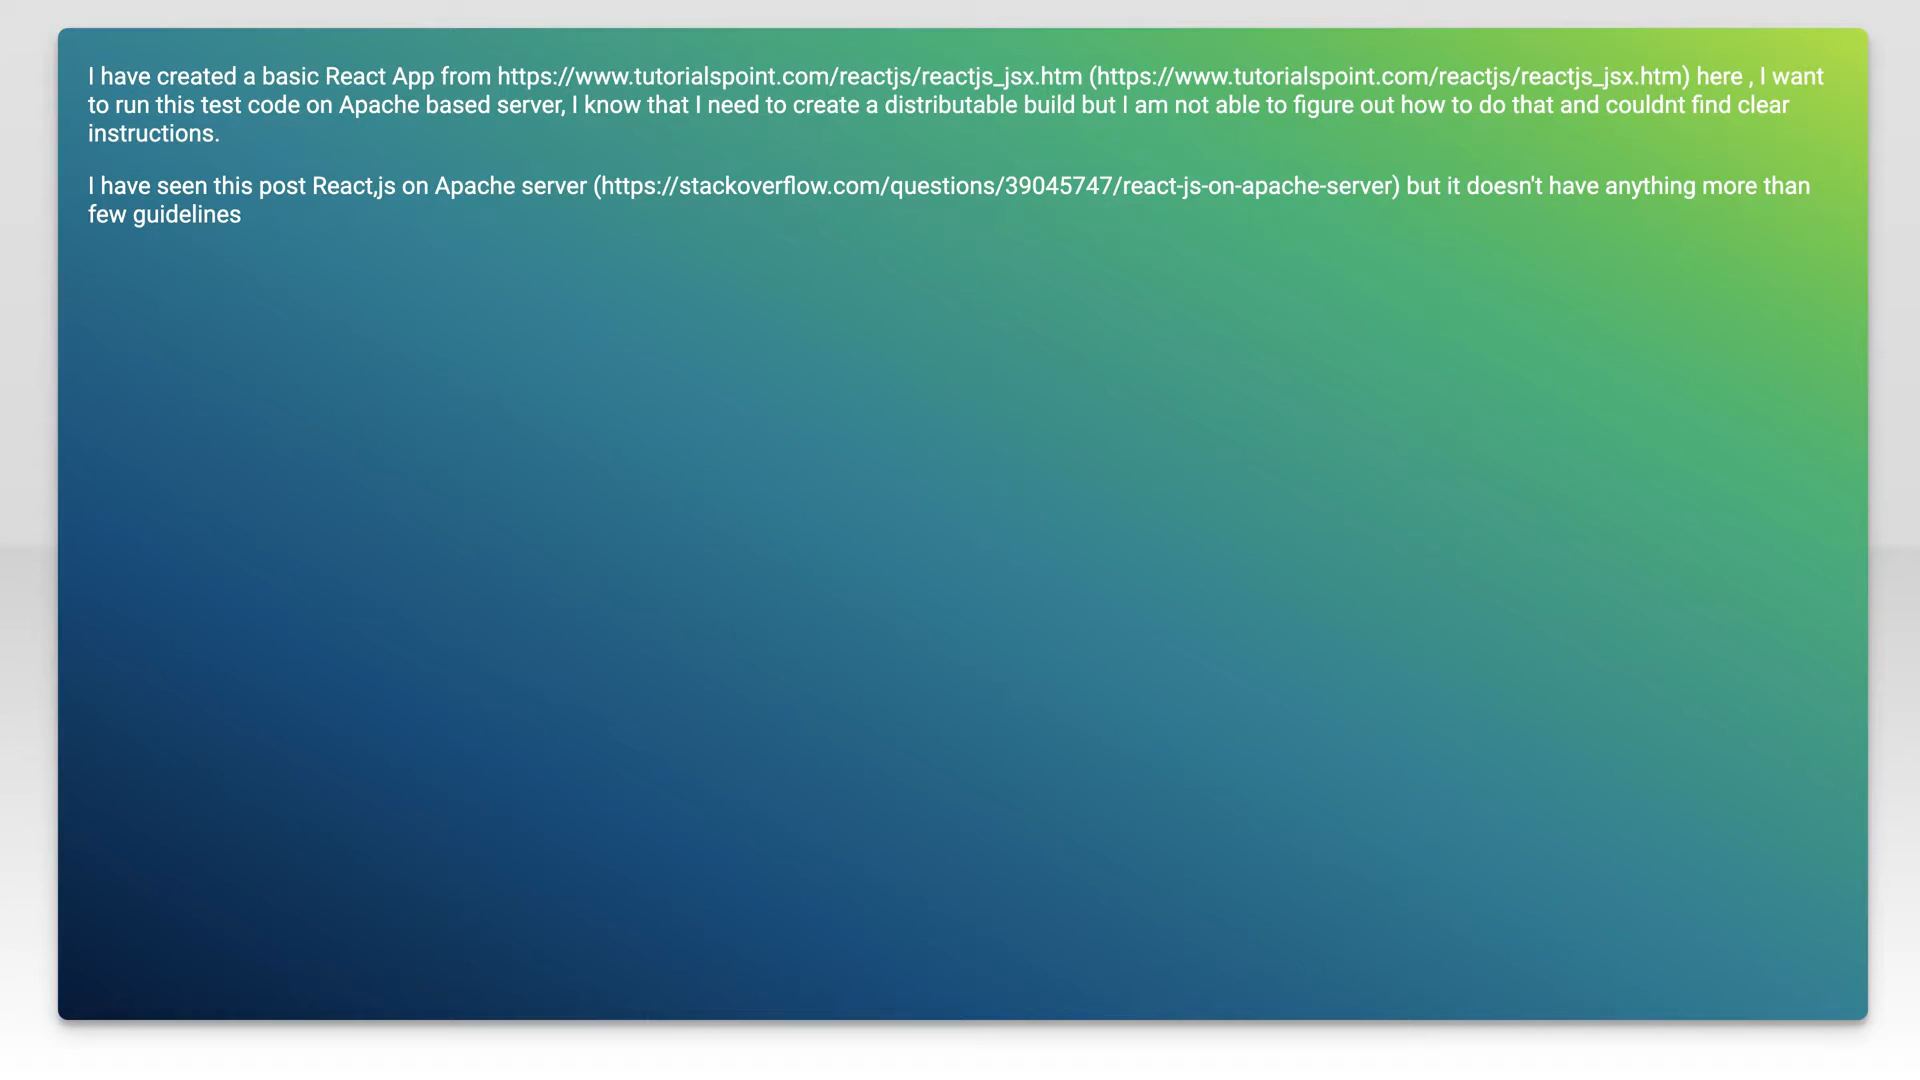 I have created a basic React App from https://www.tutorialspoint.com/reactjs/reactjs_jsx.htm (https://www.tutorialspoint.com/reactjs/reactjs_jsx.htm) here , I want
to run this test code on Apache based server, I know that I need to create a distributable build but I am not able to figure out how to do that and couldnt find clear
instructions.
I have seen this post React,js on Apache server (https://stackoverflow.com/questions/39045747/react-js-on-apache-server) but it doesn't have anything more than
few guidelines